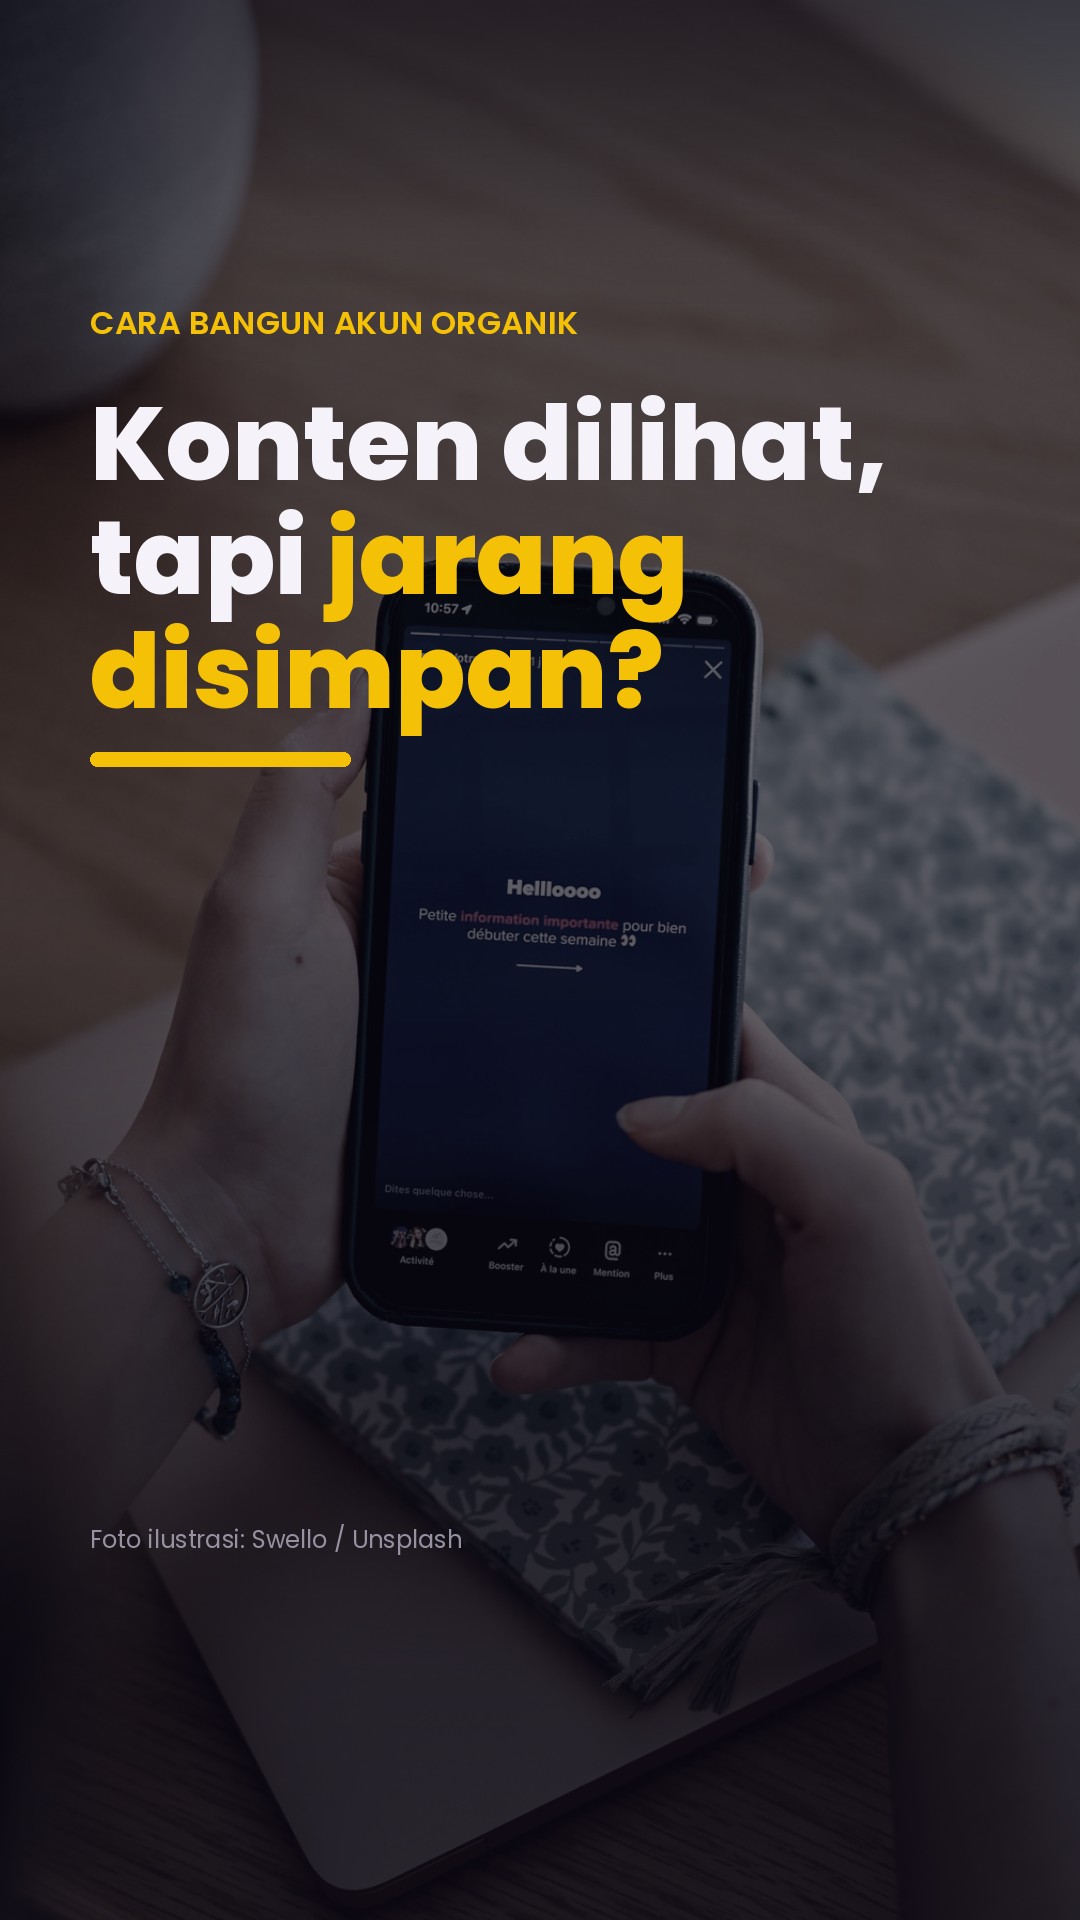 CARA BANGUN AKUN ORGANIK
Konten dilihat,
tapi jarang
disimpan?
10:57
Hellloooo
Petite information importante pour bien
débuter cette semaine 👀
Dites quelque chose...
Activité
Booster
À la une
Mention
Plus
Foto ilustrasi: Swello / Unsplash